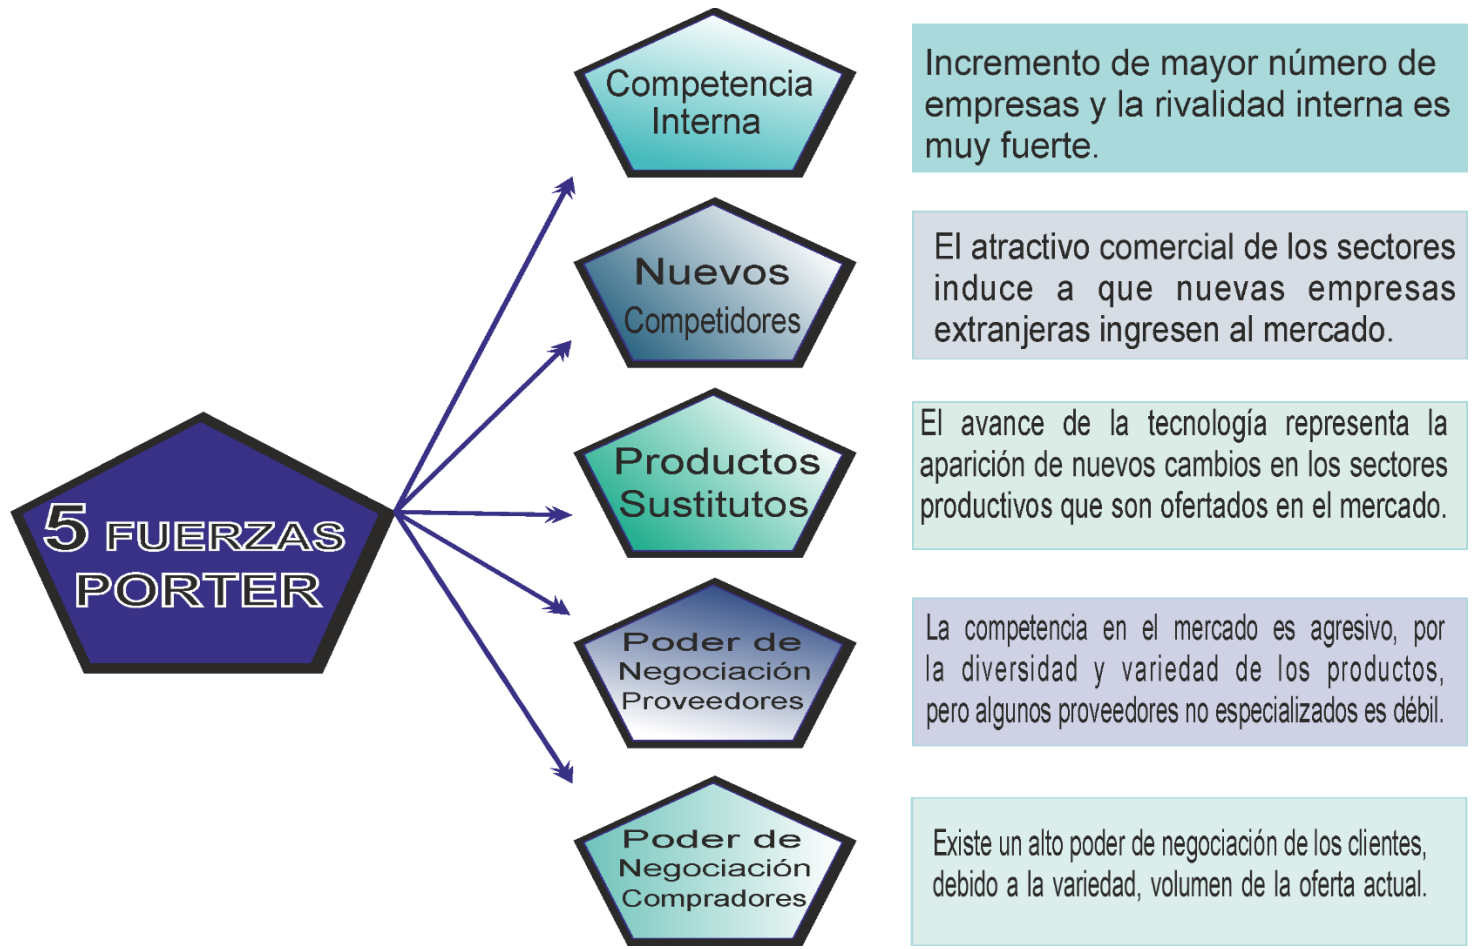 Competencia
Interna
Incremento de mayor número de
empresas y la rivalidad interna es
muy fuerte.
Nuevos
Competidores
El atractivo comercial de los sectores
induce a que nuevas empresas
extranjeras ingresen al mercado.
5 FUERZAS
PORTER
Productos
Sustitutos
El avance de la tecnología representa la
aparición de nuevos cambios en los sectores
productivos que son ofertados en el mercado.
Poder de
Negociación
Proveedores
La competencia en el mercado es agresivo, por
la diversidad y variedad de los productos,
pero algunos proveedores no especializados es débil.
Poder de
Negociación
Compradores
Existe un alto poder de negociación de los clientes,
debido a la variedad, volumen de la oferta actual.